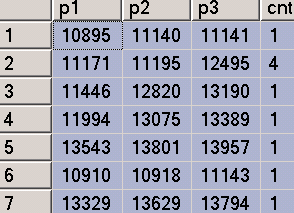 p1 p2 p3 cnt
1 10895 11140 11141 1
2 11171 11195 12495 4
3 11446 12820 13190 1
4 11994 13075 13389 1
5 13543 13801 13957 1
6 10910 10918 11143 1
7 13329 13629 13794 1